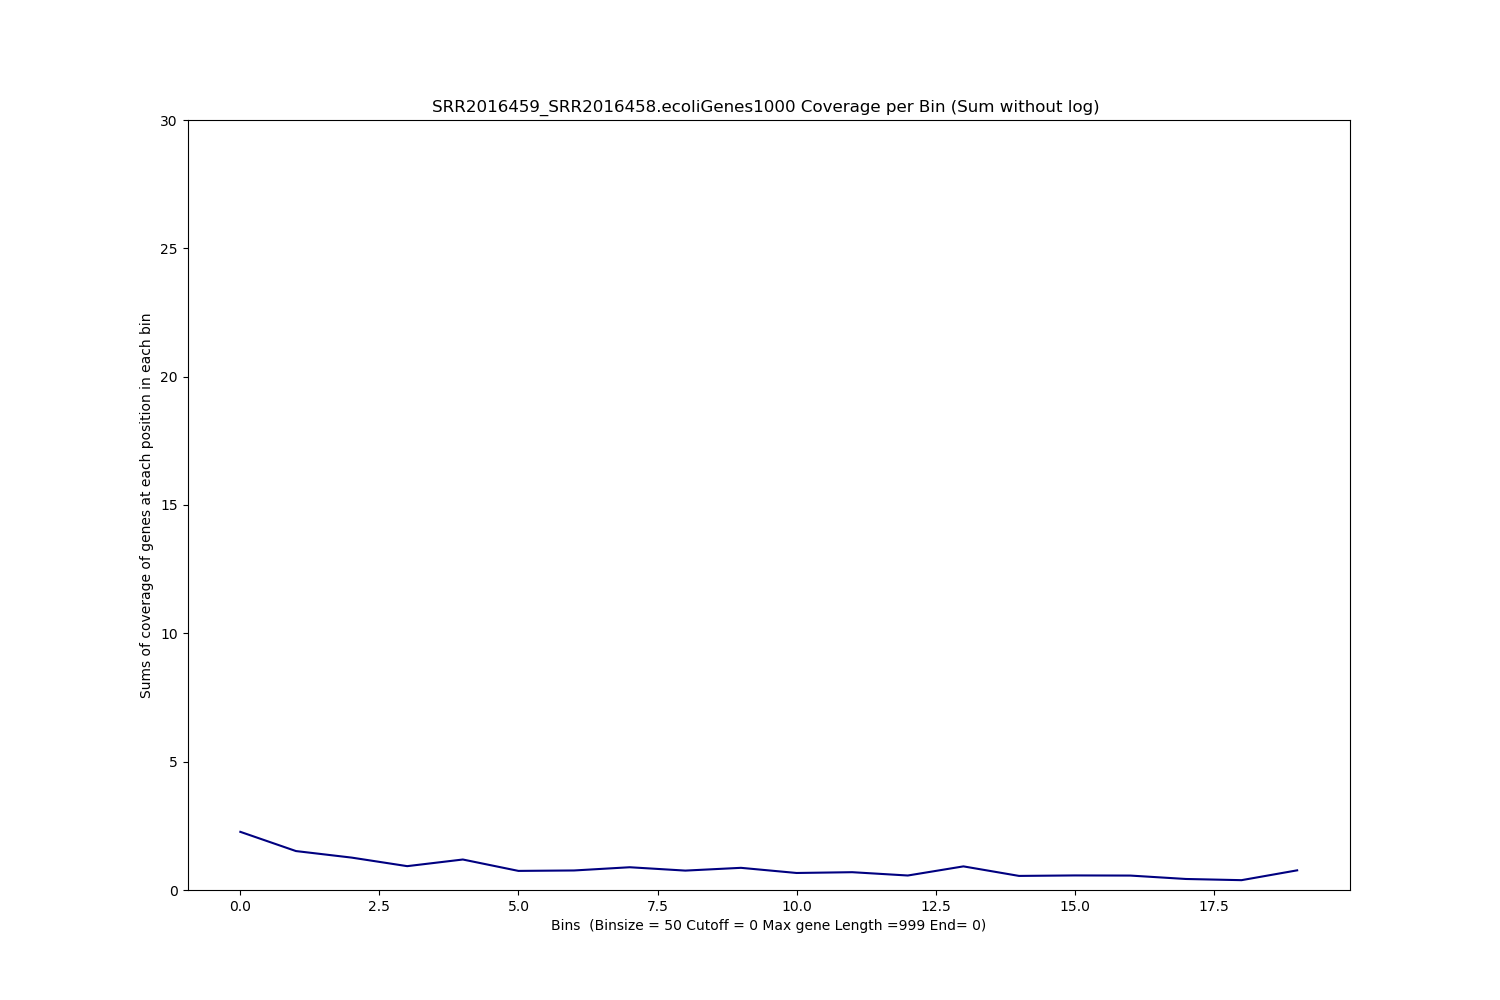 SRR2016459_SRR2016458.ecoliGenes1000 Coverage per Bin (Sum without log)
30
25
20
15
10
5
0
Sums of coverage of genes at each position in each bin
0.0 2.5 5.0 7.5 10.0 12.5 15.0 17.5
Bins  (Binsize = 50 Cutoff = 0 Max gene Length =999 End= 0)